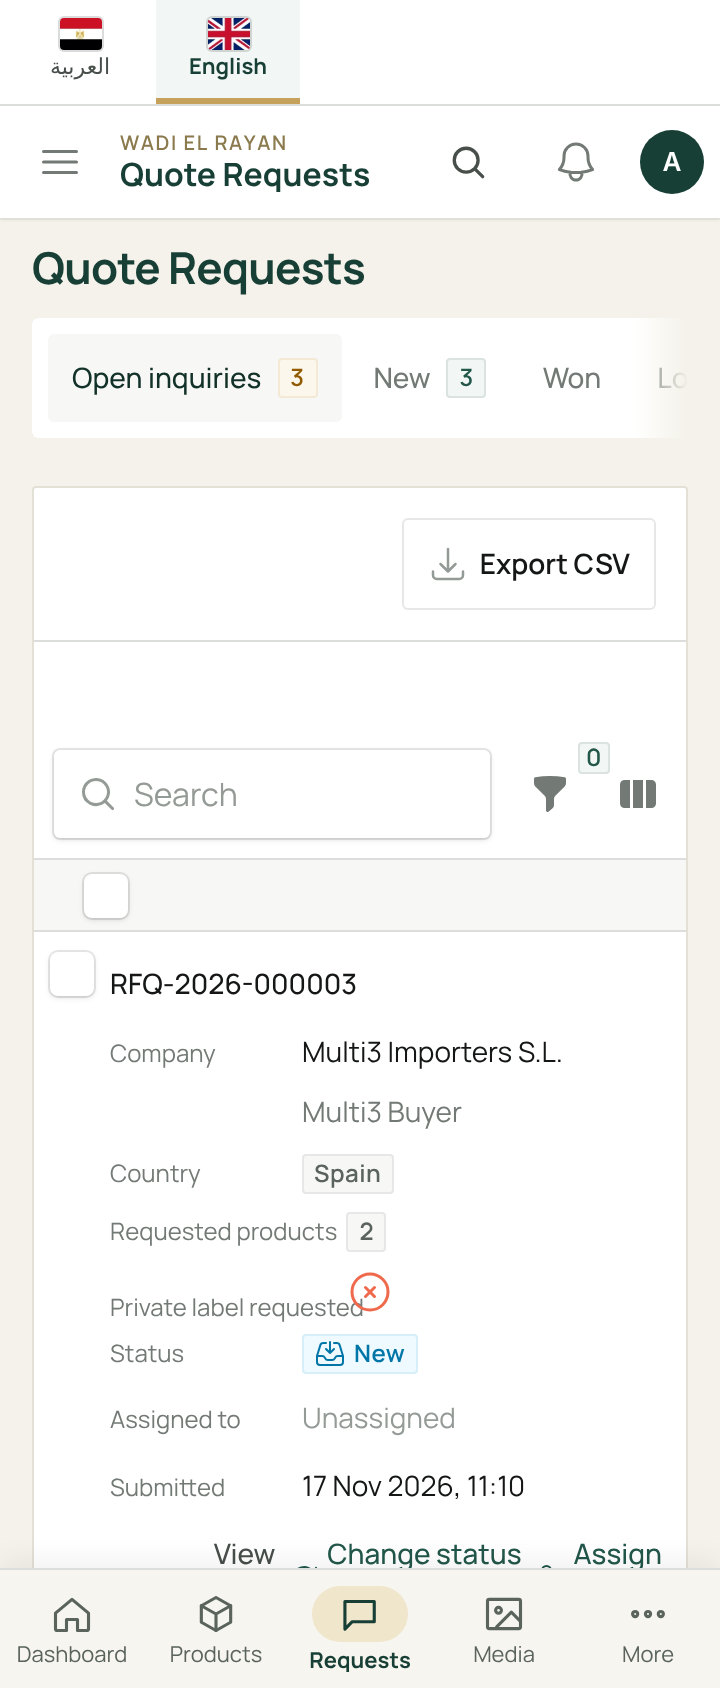 العربية
English
WADI EL RAYAN
Quote Requests
A
Quote Requests
Open inquiries 3
New 3
Won
Lo
Export CSV
0
Search
RFQ-2026-000003
Company Multi3 Importers S.L.
Multi3 Buyer
Country Spain
Requested products 2
Private label requested
Status New
Assigned to Unassigned
Submitted 17 Nov 2026, 11:10
View Change status Assign
Dashboard Products Requests Media More